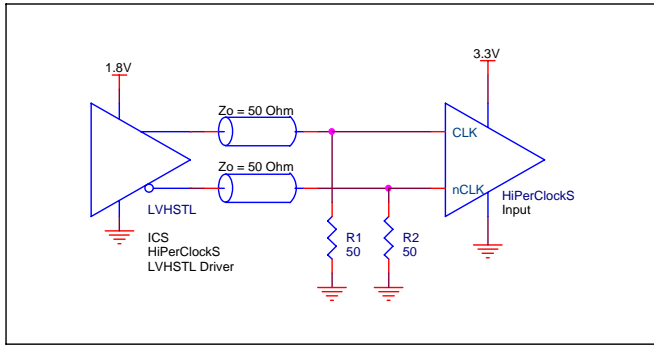 1.8V
3.3V
Zo = 50 Ohm
CLK
Zo = 50 Ohm
nCLK
HiPerClockS
Input
LVHSTL
ICS
HiPerClockS
LVHSTL Driver
R1
50
R2
50